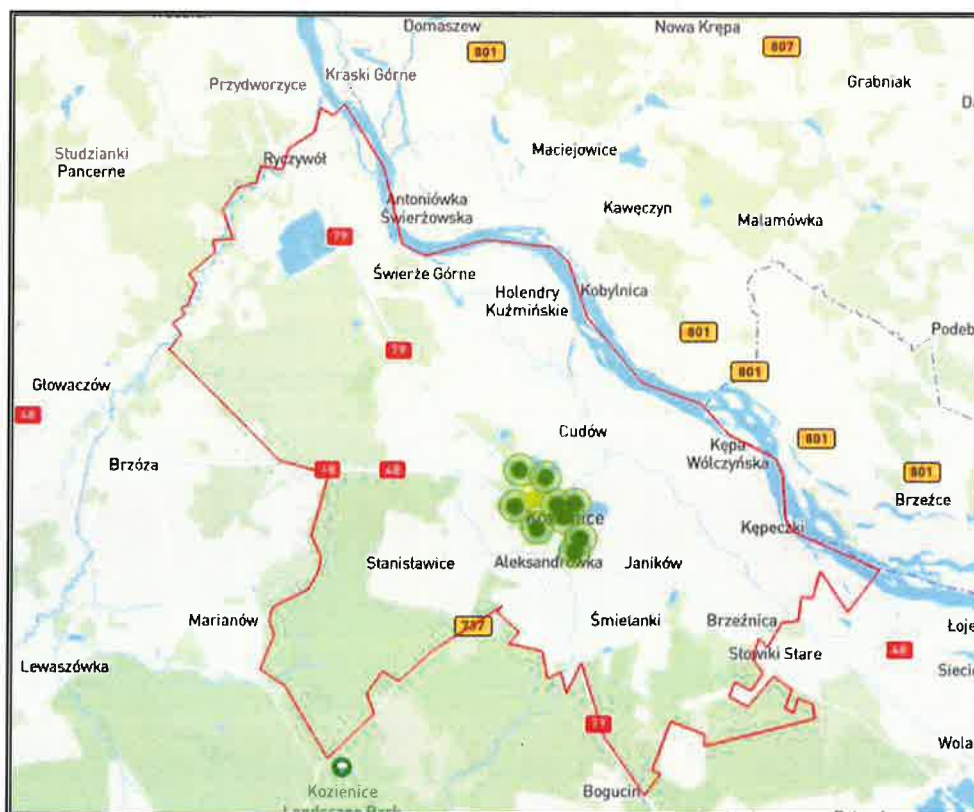 Domaszew
Nowa Krępa
801
807
Kraski Górne
Przydworzyce
Grabniak
Studzianki
Pancerne
Ryczywół
Maciejowice
Antoniówka
Świerżowska
Kawęczyn
Malamówka
79
Świerże Górne
Holendry
Kuźmińskie
Kobylnica
801
79
Podeb
801
Głowaczów
48
Cudów
801
Kępa
Wólczyńska
Brzóza
48
48
801
Brzeźce
Kępeczki
Stanisławice
Aleksandrówka
Janików
Marianów
737
Śmietanki
Brzeźnica
Łoje
Słowiki Stare
48
Lewaszówka
Siecie
79
Wola
Kozienice
Bogucin
Landscape Park